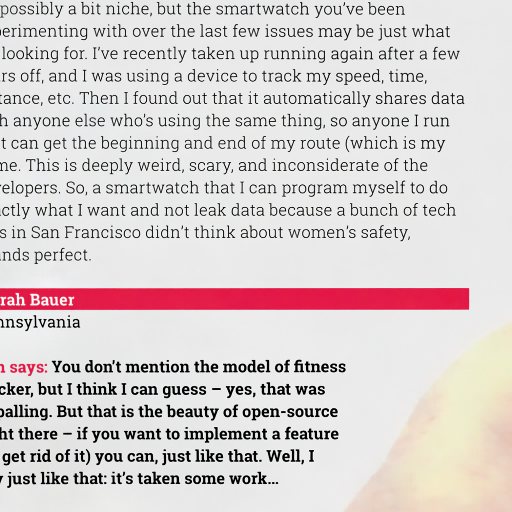 possibly a bit niche, but the smartwatch you’ve been
perimenting with over the last few issues may be just what
looking for. I’ve recently taken up running again after a few
rs off, and I was using a device to track my speed, time,
tance, etc. Then I found out that it automatically shares data
h anyone else who’s using the same thing, so anyone I run
t can get the beginning and end of my route (which is my
me. This is deeply weird, scary, and inconsiderate of the
velopers. So, a smartwatch that I can program myself to do
actly what I want and not leak data because a bunch of tech
s in San Francisco didn’t think about women’s safety,
nds perfect.
rah Bauer
nnsylvania
n says: You don’t mention the model of fitness
cker, but I think I can guess – yes, that was
palling. But that is the beauty of open-source
ht there – if you want to implement a feature
get rid of it) you can, just like that. Well, I
y just like that: it’s taken some work...